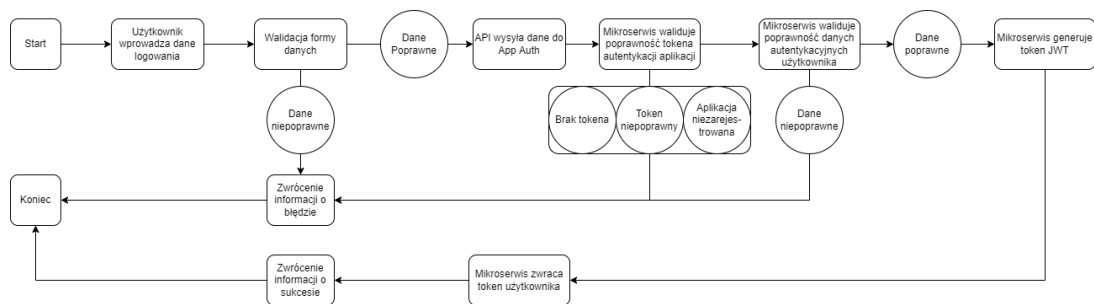 Start
Użytkownik
wprowadza dane
logowania
Walidacja formy
danych
Dane
Poprawne
API wysyła dane do
App Auth
Mikroserwis waliduje
poprawność tokena
autentykacji aplikacji
Mikroserwis waliduje
poprawność danych
autentykacyjnych
użytkownika
Dane
poprawne
Mikroserwis generuje
token JWT
Dane
niepoprawne
Brak tokena
Token
niepoprawny
Aplikacja
niezarejes-
trowana
Dane
niepoprawne
Koniec
Zwrócenie
informacji o
błędzie
Zwrócenie
informacji o
sukcesie
Mikroserwis zwraca
token użytkownika